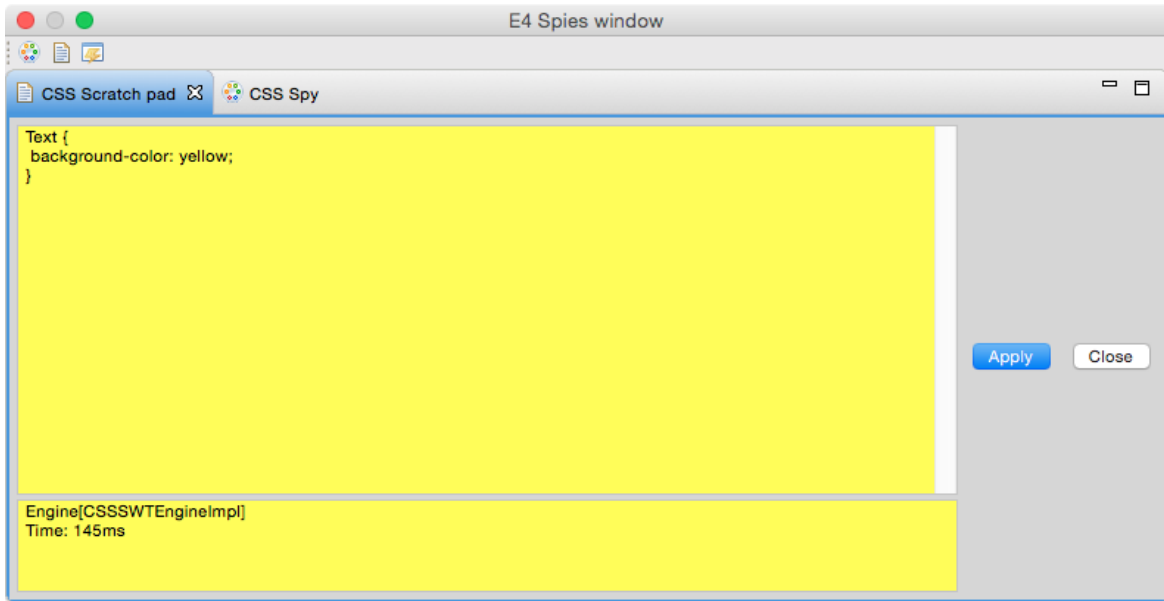 E4 Spies window
CSS Scratch pad CSS Spy
Text {
 background-color: yellow;
}
Apply Close
Engine[CSSSWTEngineImpl]
Time: 145ms